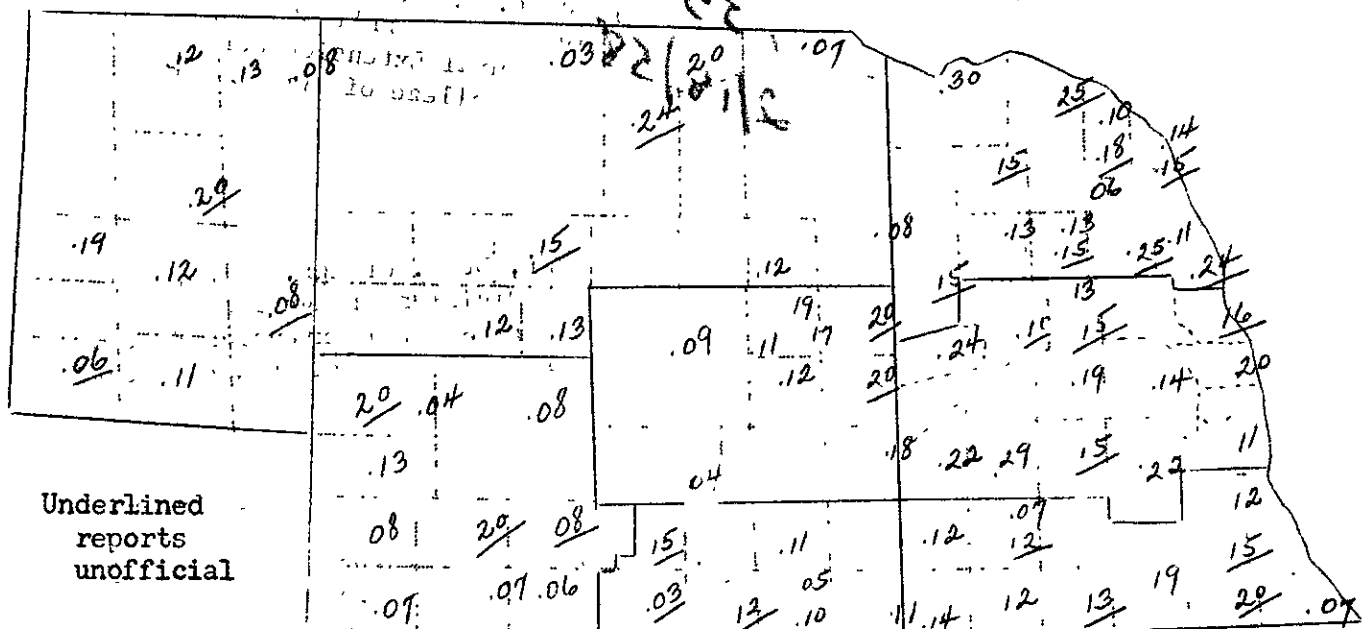 .12 .13 .08 .03 20 .07
.30 25
.24 .10 .14
15 .18 .15
.20 06
.19 .12 .15 .08 .13 .13
.12 15 .15 .25 .11 .24
.08 19 13
.12 .13 .09 .11 17 20 .24 15 16
.06 .11 .12 20 .19 .14 20
20 .04 .08
.13 .18 .22 .29 15 .22 11
04 12
Underlined
reports
unofficial
08 20 08 15 .11 .12 .07 12 15
.07 .07 .06 .03 12 05 .10 .11 .14 12 13 19 20 .07